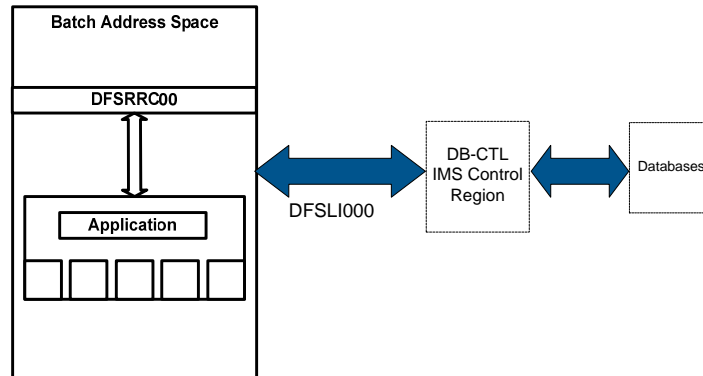 Batch Address Space
DFSRRC00
Application
DFSLI000
DB-CTL
IMS Control
Region
Databases